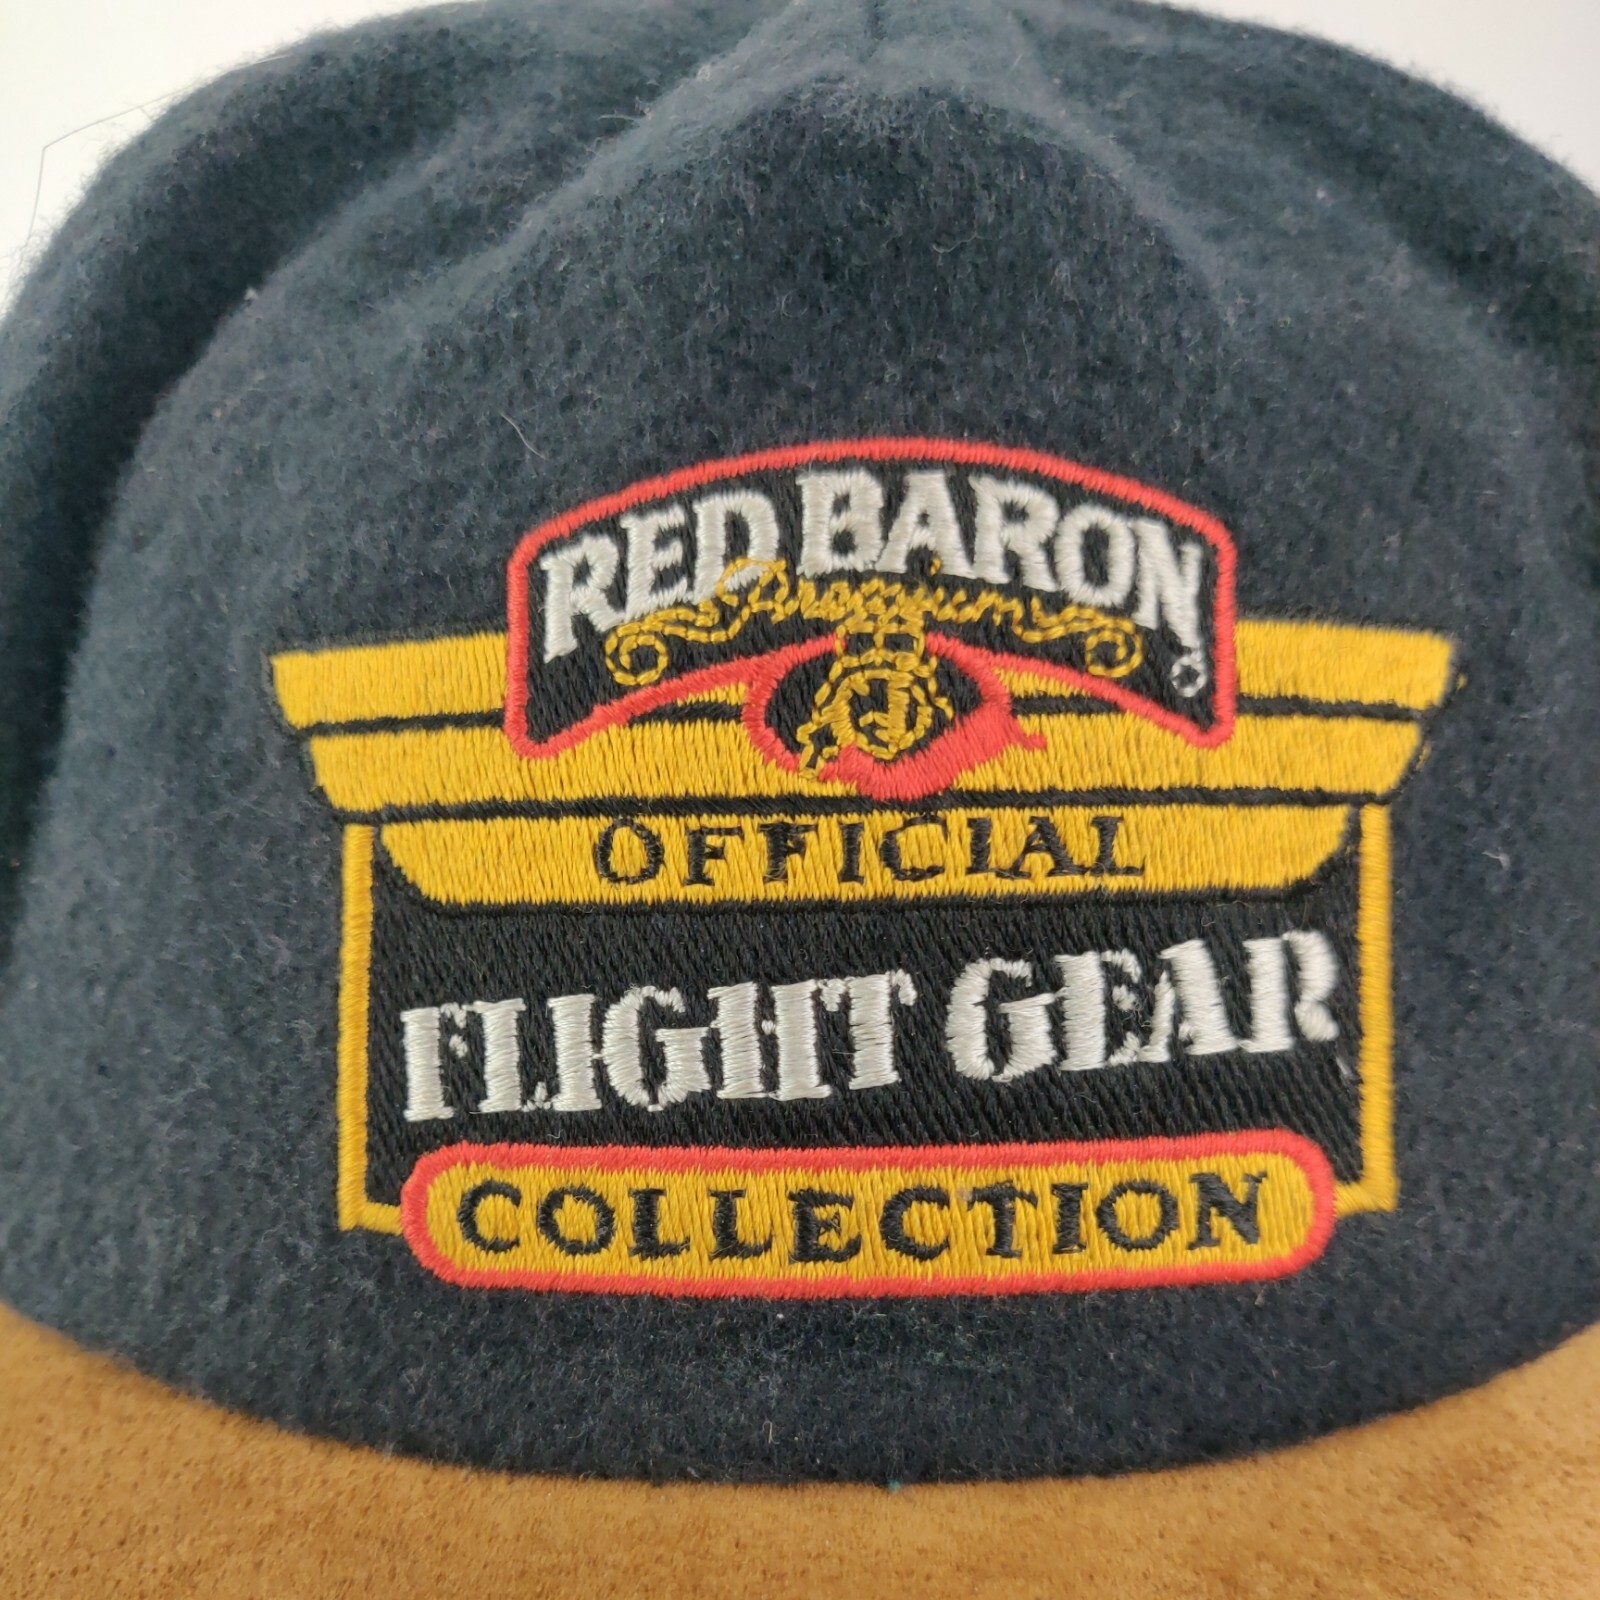 RED BARON
Premium
OFFICIAL
FLIGHT GEAR
COLLECTION